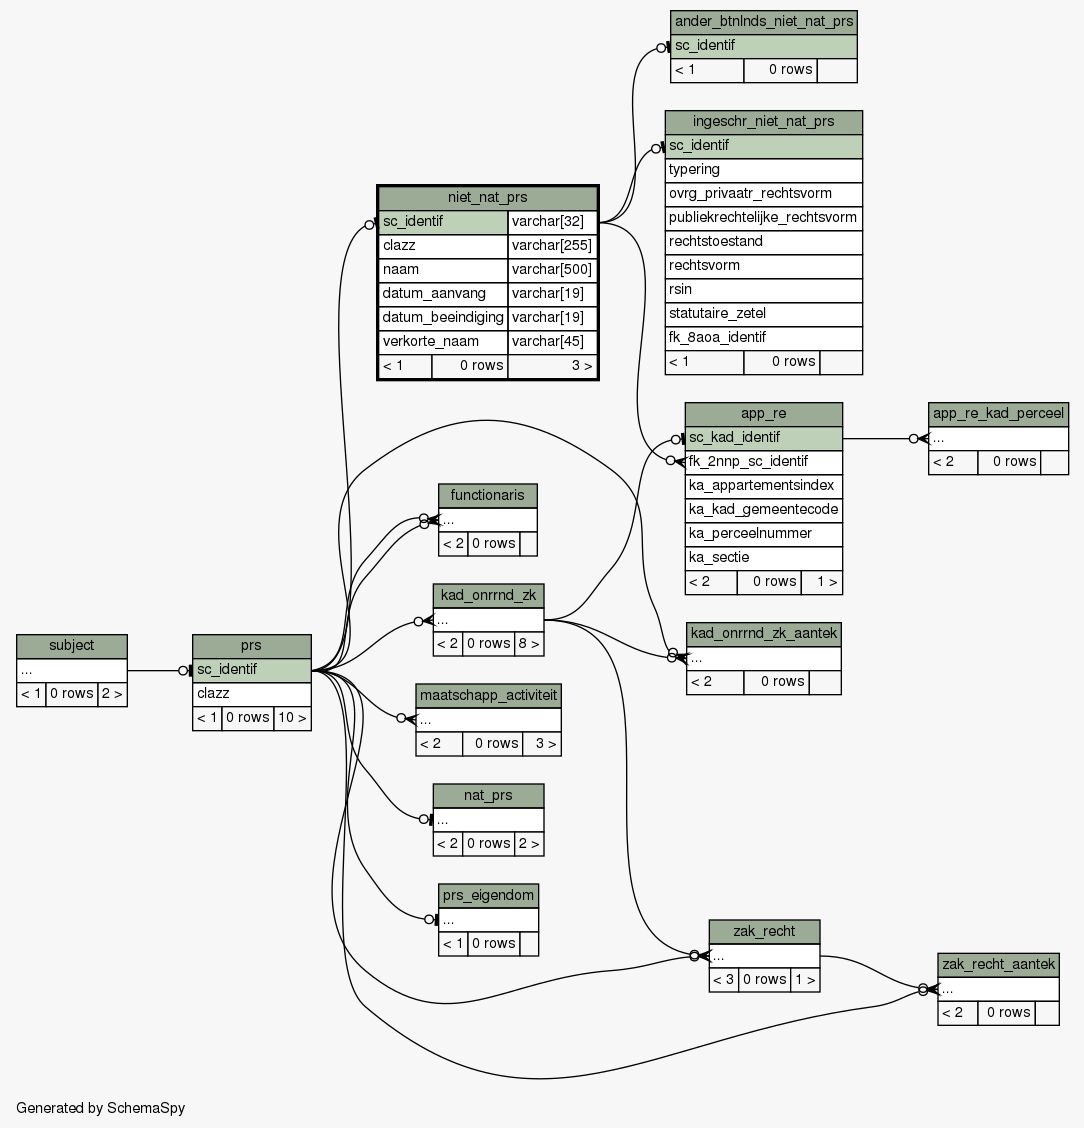 ander_btnlnds_niet_nat_prs
sc_identif
< 1 0 rows
ingeschr_niet_nat_prs
sc_identif
typering
ovrg_privaatr_rechtsvorm
publiekrechtelijke_rechtsvorm
rechtstoestand
rechtsvorm
rsin
statutaire_zetel
fk_8aoa_identif
< 1 0 rows
niet_nat_prs
sc_identif varchar[32]
clazz varchar[255]
naam varchar[500]
datum_aanvang varchar[19]
datum_beeindiging varchar[19]
verkorte_naam varchar[45]
< 1 0 rows 3 >
app_re
sc_kad_identif
fk_2nnp_sc_identif
ka_appartementsindex
ka_kad_gemeentecode
ka_perceelnummer
ka_sectie
< 2 0 rows 1 >
app_re_kad_perceel
...
< 2 0 rows
functionaris
...
< 2 0 rows
kad_onrrnd_zk
...
< 2 0 rows 8 >
kad_onrrnd_zk_aantek
...
< 2 0 rows
subject
...
< 1 0 rows 2 >
prs
sc_identif
clazz
< 1 0 rows 10 >
maatschapp_activiteit
...
< 2 0 rows 3 >
nat_prs
...
< 2 0 rows 2 >
prs_eigendom
...
< 1 0 rows
zak_recht
...
< 3 0 rows 1 >
zak_recht_aantek
...
< 2 0 rows
Generated by SchemaSpy